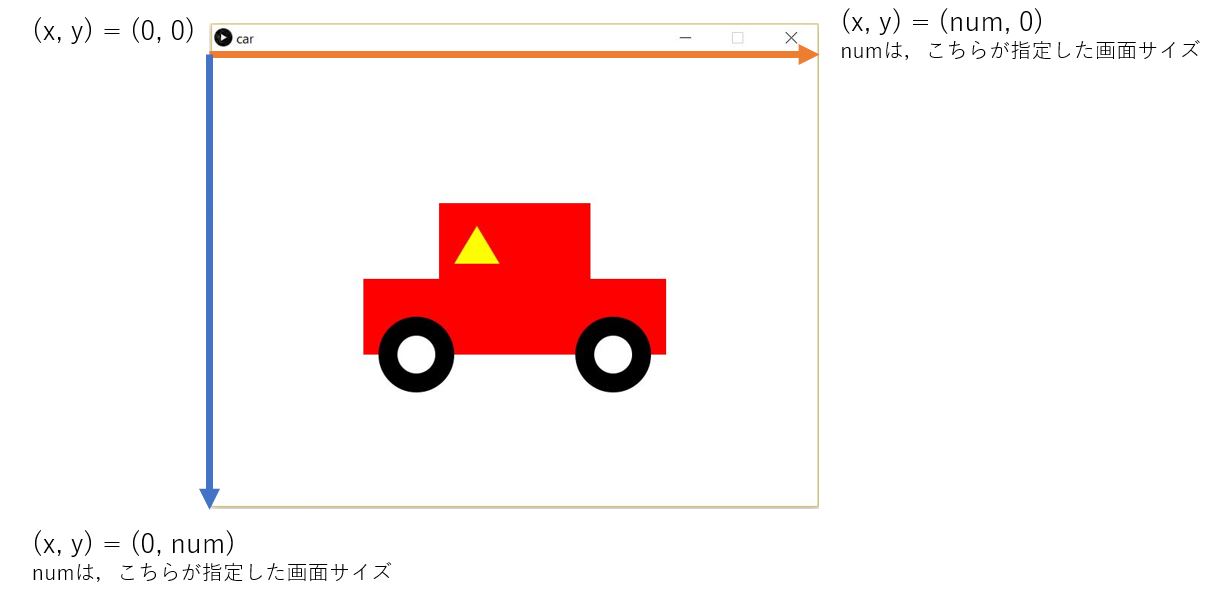 (x, y) = (0, 0)
car
(x, y) = (num, 0)
numは，こちらが指定した画面サイズ
(x, y) = (0, num)
numは，こちらが指定した画面サイズ